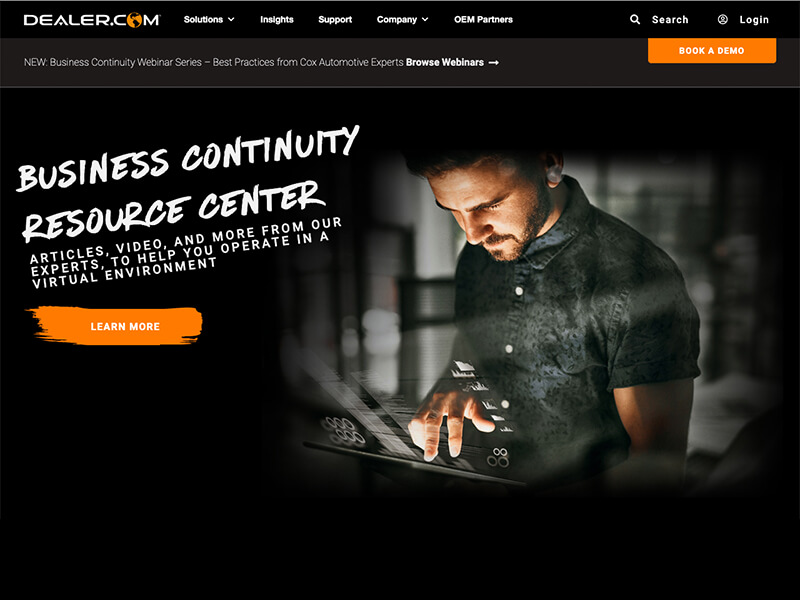 DEALER.COM
Solutions Insights Support Company OEM Partners Search Login
NEW: Business Continuity Webinar Series – Best Practices from Cox Automotive Experts Browse Webinars →
BOOK A DEMO
BUSINESS CONTINUITY
RESOURCE CENTER
ARTICLES, VIDEO, AND MORE FROM OUR
EXPERTS, TO HELP YOU OPERATE IN A
VIRTUAL ENVIRONMENT
LEARN MORE